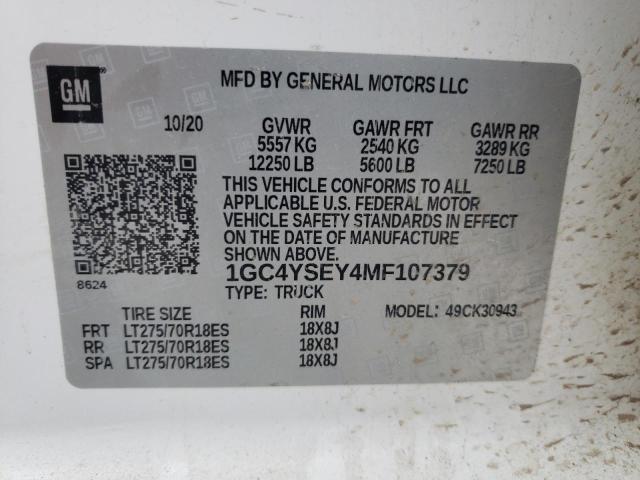 GM
MFD BY GENERAL MOTORS LLC
10/20 GVWR GAWR FRT GAWR RR
5557 KG 2540 KG 3289 KG
12250 LB 5600 LB 7250 LB
THIS VEHICLE CONFORMS TO ALL
APPLICABLE U.S. FEDERAL MOTOR
VEHICLE SAFETY STANDARDS IN EFFECT
ON THE DATE OF MANUFACTURE
SHOWN ABOVE.
8624
1GC4YSEY4MF107379
TYPE: TRUCK
TIRE SIZE RIM MODEL: 49CK30943
FRT LT275/70R18ES 18X8J
RR LT275/70R18ES 18X8J
SPA LT275/70R18ES 18X8J